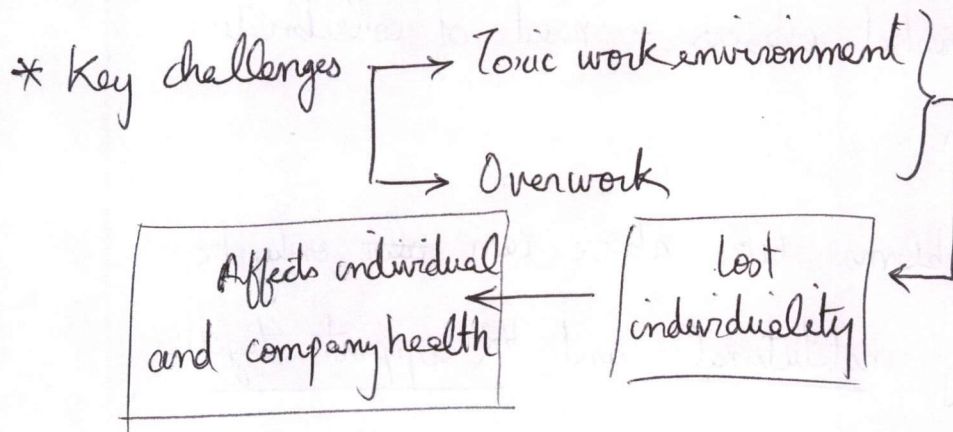 * Key challenges → Toxic work environment
→ Overwork
Lost
individuality
Affects individual
and company health